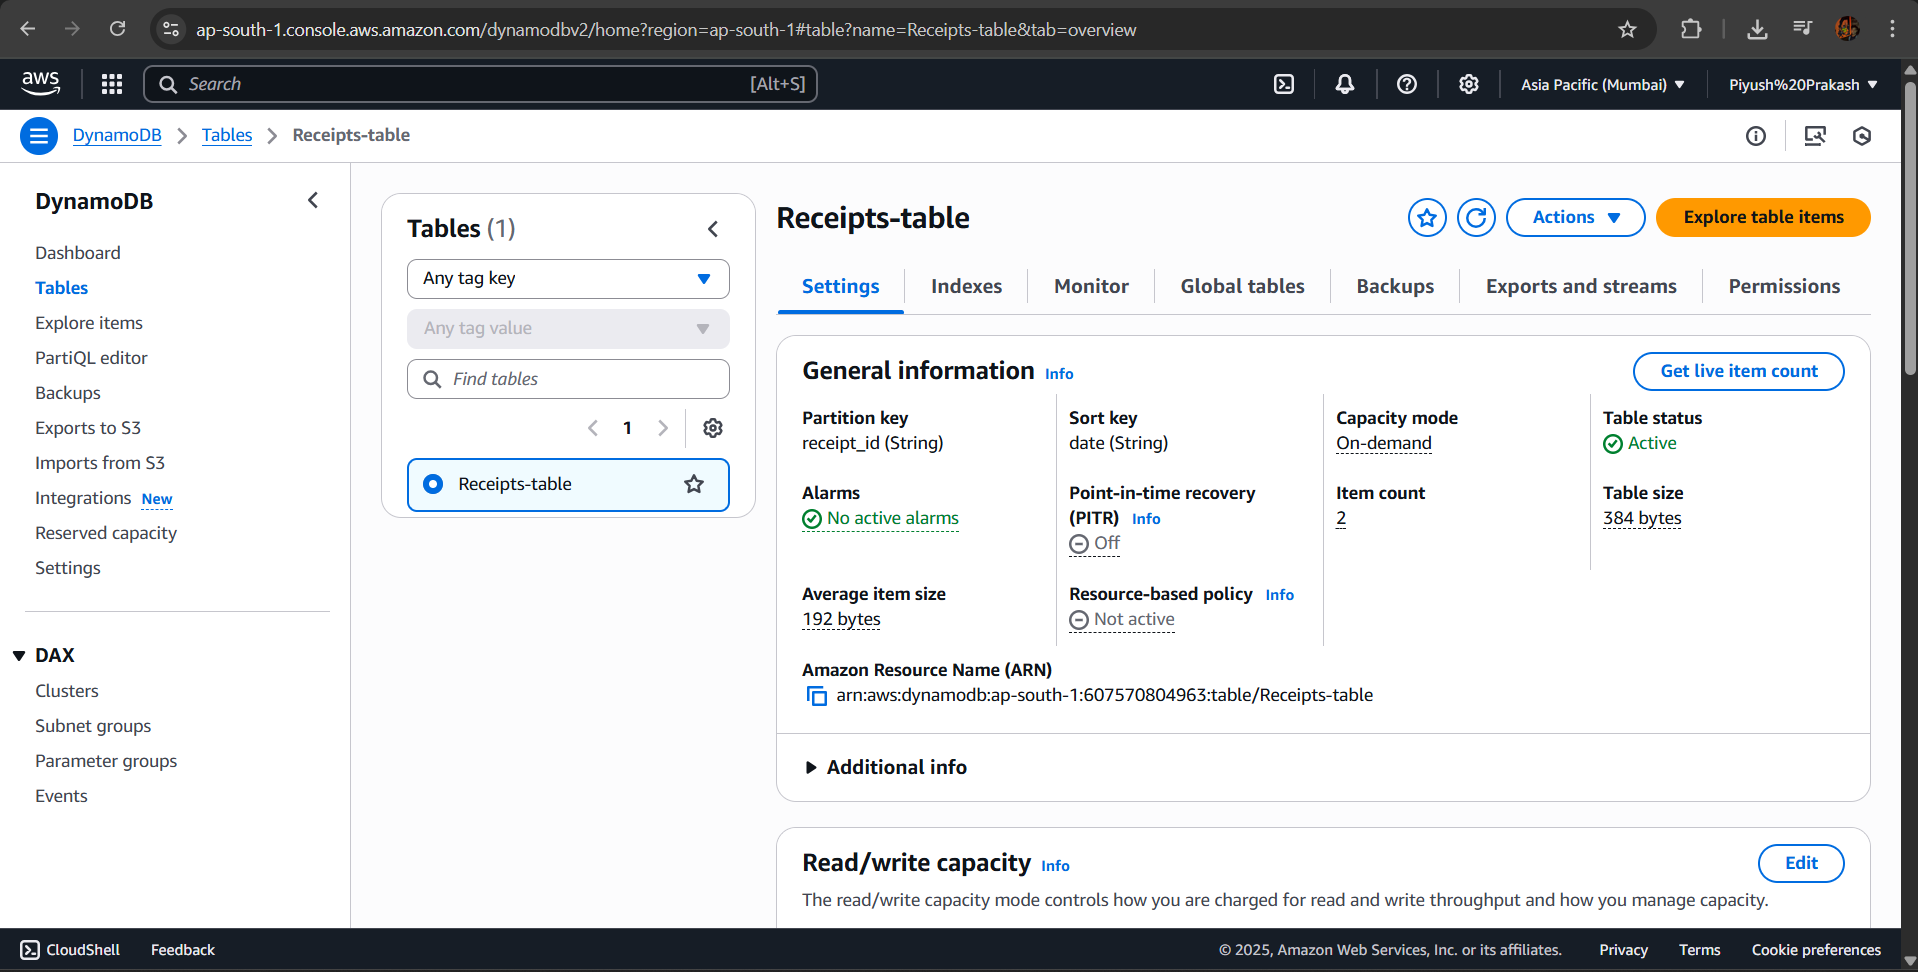 ap-south-1.console.aws.amazon.com/dynamodbv2/home?region=ap-south-1#table?name=Receipts-table&tab=overview
aws
Search
[Alt+S]
Asia Pacific (Mumbai)
Piyush%20Prakash
DynamoDB
Tables
Receipts-table
DynamoDB
Dashboard
Tables
Explore items
PartiQL editor
Backups
Exports to S3
Imports from S3
Integrations New
Reserved capacity
Settings
DAX
Clusters
Subnet groups
Parameter groups
Events
Tables (1)
Any tag key
Any tag value
Find tables
1
Receipts-table
Receipts-table
Actions
Explore table items
Settings
Indexes
Monitor
Global tables
Backups
Exports and streams
Permissions
General information Info
Get live item count
Partition key
receipt_id (String)
Sort key
date (String)
Capacity mode
On-demand
Table status
Active
Alarms
No active alarms
Point-in-time recovery
(PITR) Info
Off
Item count
2
Table size
384 bytes
Average item size
192 bytes
Resource-based policy Info
Not active
Amazon Resource Name (ARN)
arn:aws:dynamodb:ap-south-1:607570804963:table/Receipts-table
Additional info
Read/write capacity Info
Edit
The read/write capacity mode controls how you are charged for read and write throughput and how you manage capacity.
CloudShell
Feedback
© 2025, Amazon Web Services, Inc. or its affiliates.
Privacy
Terms
Cookie preferences